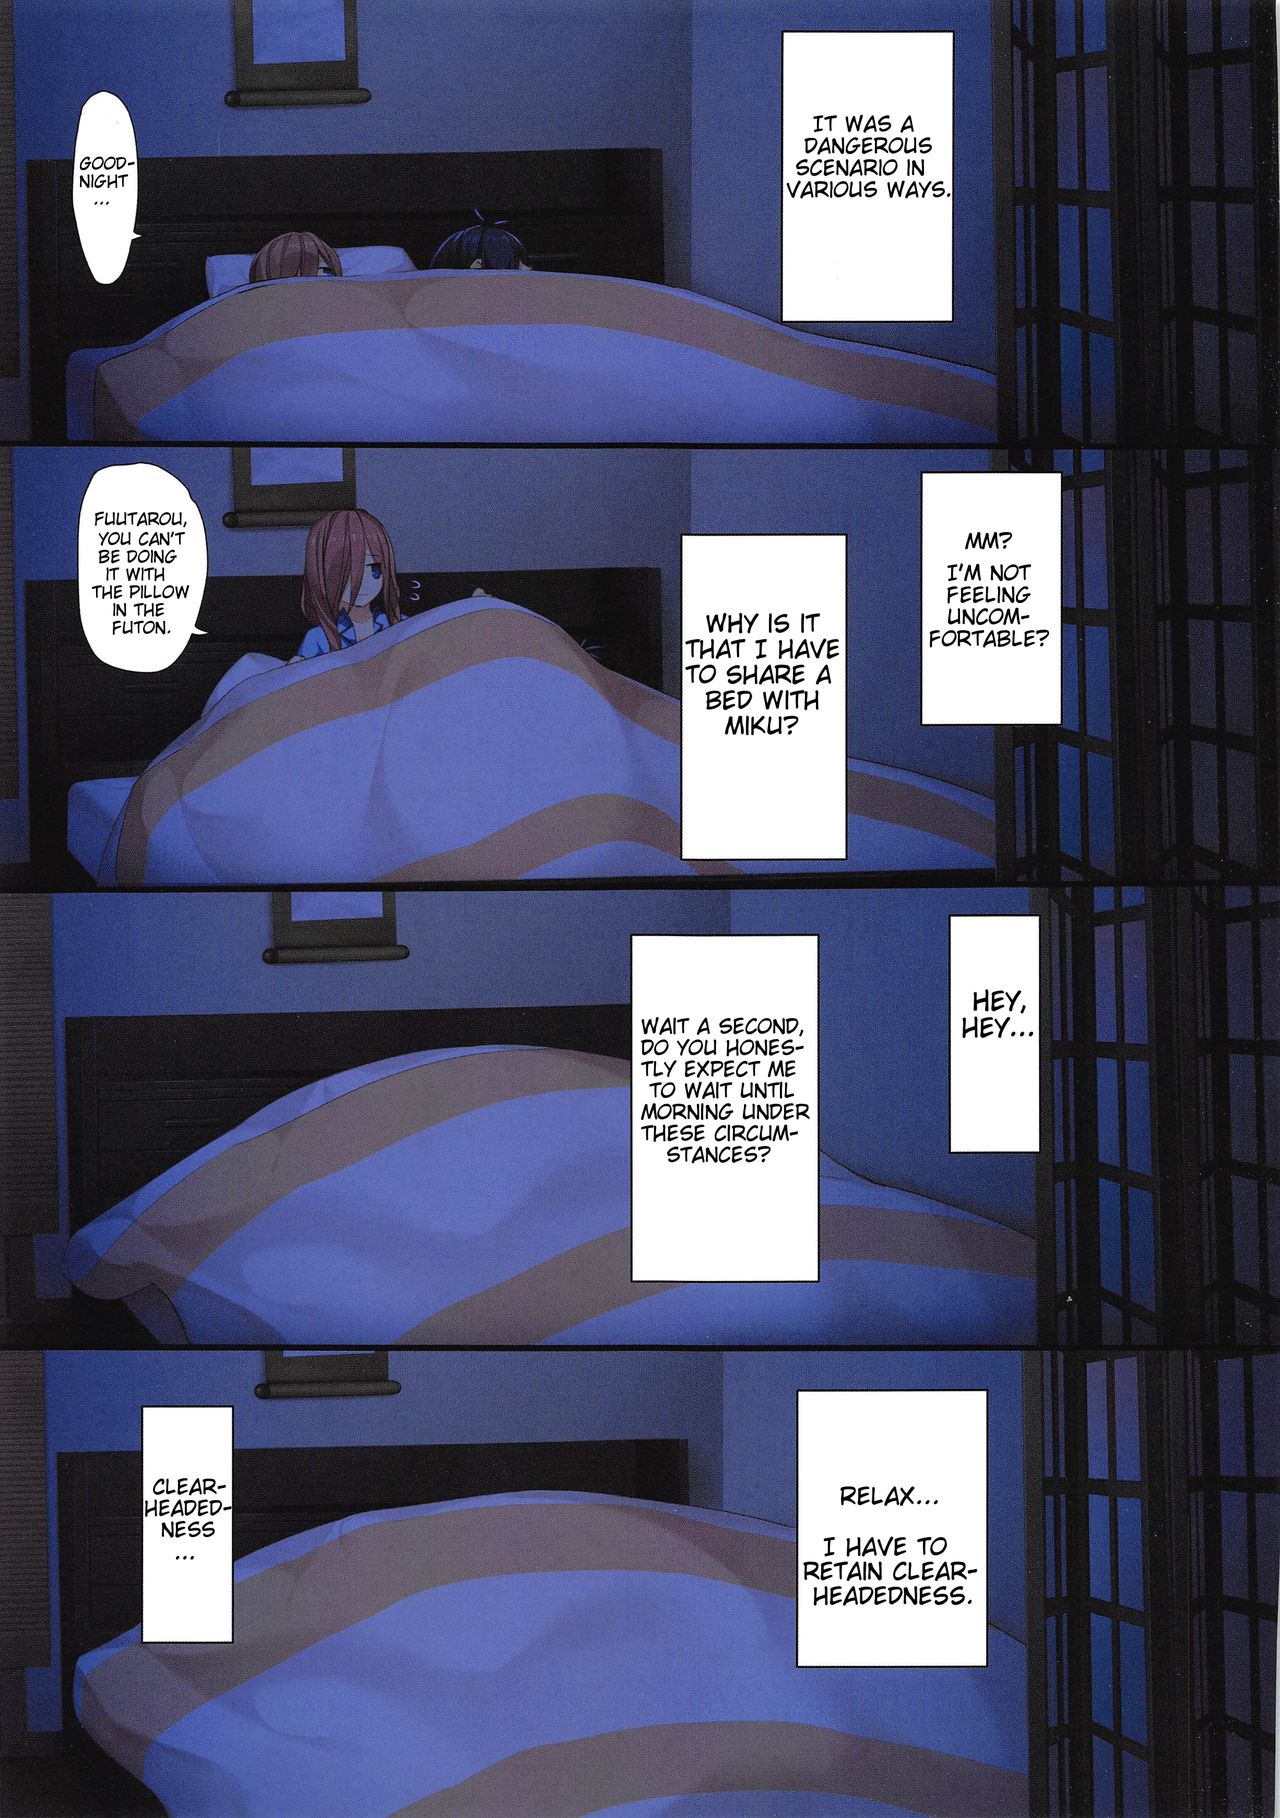 IT WAS A
DANGEROUS
SCENARIO IN
VARIOUS WAYS.
GOOD-
NIGHT
...
MM?
I'M NOT
FEELING
UNCOM-
FORTABLE?
WHY IS IT
THAT I HAVE
TO SHARE A
BED WITH
MIKU?
FUUTAROU,
YOU CAN'T
BE DOING
IT WITH
THE PILLOW
IN THE
FUTON.
HEY,
HEY...
WAIT A SECOND,
DO YOU HONES-
TLY EXPECT ME
TO WAIT UNTIL
MORNING UNDER
THESE CIRCUM-
STANCES?
RELAX...
I HAVE TO
RETAIN CLEAR-
HEADEDNESS.
CLEAR-
HEADED-
NESS
...